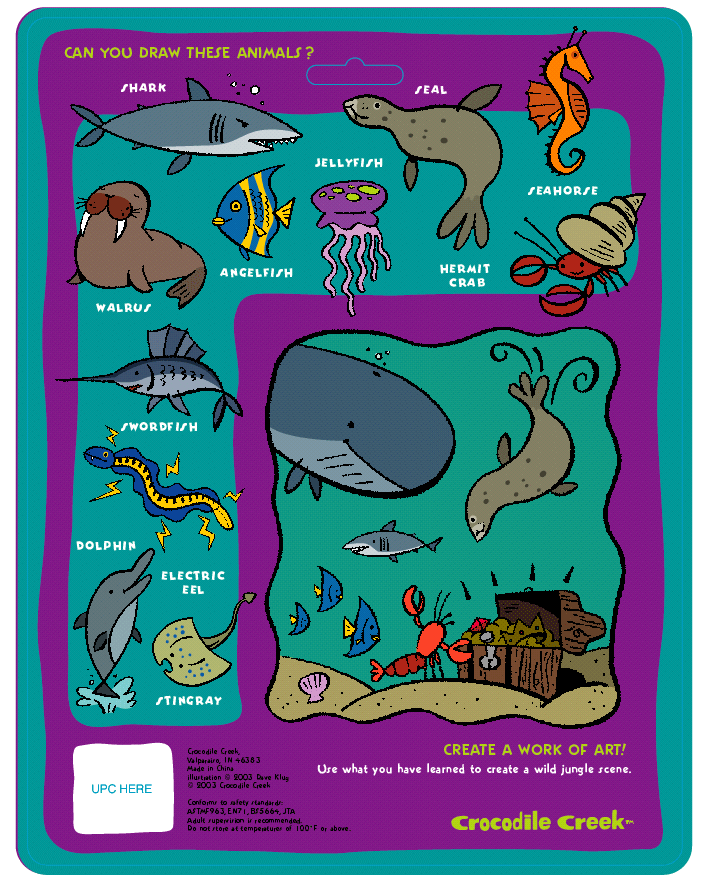 CAN YOU DRAW THESE ANIMALS?
SHARK
SEAL
JELLYFISH
SEAHORSE
ANGELFISH
HERMIT
CRAB
WALRUS
SWORDFISH
DOLPHIN
ELECTRIC
EEL
STINGRAY
CREATE A WORK OF ART!
Use what you have learned to create a wild jungle scene.
UPC HERE
Crocodile Creek,
Valparaiso, IN 46383
Made in China
illustration © 2003 Dave Klug
© 2003 Crocodile Creek
Conforms to safety standards:
ASTMF963, EN71, BS5664, JTA
Adult supervision is recommended.
Do not store at temperatures of 100°F or above.
Crocodile Creek™